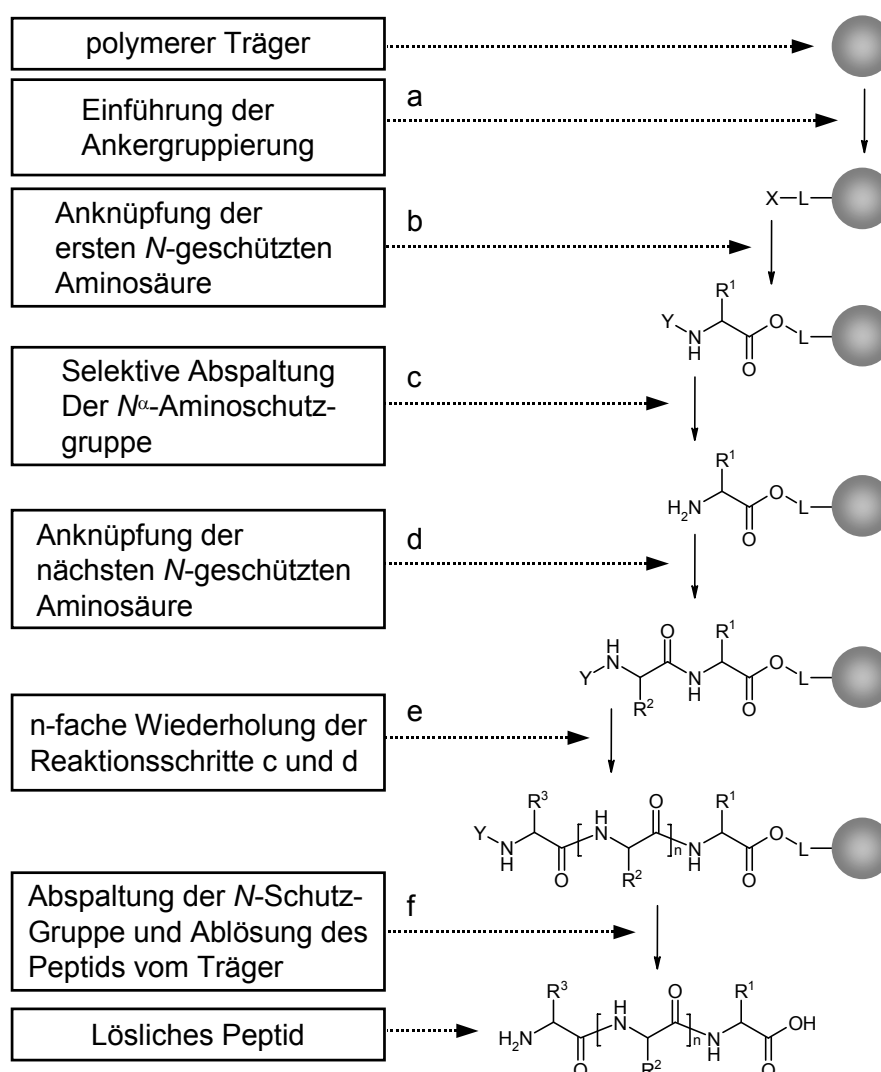 polymerer Träger
Einführung der
Ankergruppierung
a
X L
Anknüpfung der
ersten N-geschützten
Aminosäure
b
R¹
Y N H O O L
Selektive Abspaltung
Der Nα-Aminoschutz-
gruppe
c
R¹
H₂N O O L
Anknüpfung der
nächsten N-geschützten
Aminosäure
d
H O R¹
Y N R² N H O O L
n-fache Wiederholung der
Reaktionsschritte c und d
e
R³ H O R¹
Y N H O [ N R² ]n N H O O L
Abspaltung der N-Schutz-
Gruppe und Ablösung des
Peptids vom Träger
f
Lösliches Peptid
R³ H O R¹
H₂N O [ N R² ]n N H O OH